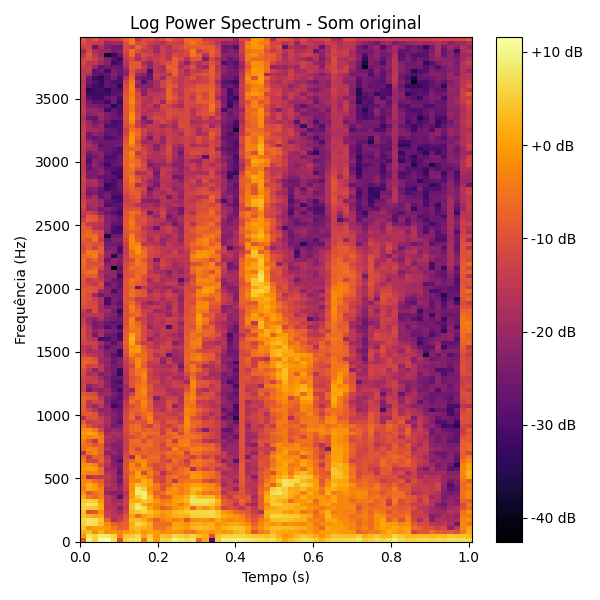 Log Power Spectrum - Som original
Frequência (Hz)
3500
3000
2500
2000
1500
1000
500
0
0.0 0.2 0.4 0.6 0.8 1.0
Tempo (s)
+10 dB
+0 dB
-10 dB
-20 dB
-30 dB
-40 dB